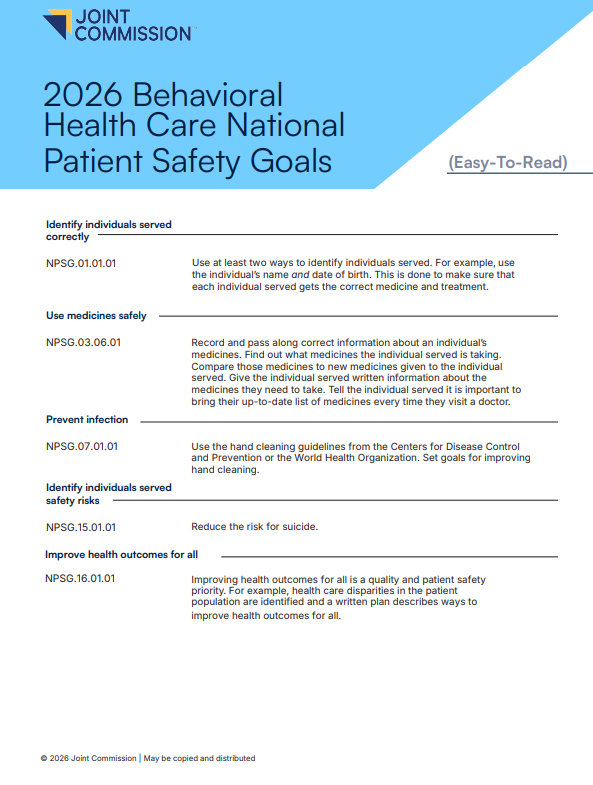 JOINT
COMMISSION
2026 Behavioral
Health Care National
Patient Safety Goals
(Easy-To-Read)
Identify individuals served
correctly
NPSG.01.01.01
Use at least two ways to identify individuals served. For example, use
the individual's name and date of birth. This is done to make sure that
each individual served gets the correct medicine and treatment.
Use medicines safely
NPSG.03.06.01
Record and pass along correct information about an individual's
medicines. Find out what medicines the individual served is taking.
Compare those medicines to new medicines given to the individual
served. Give the individual served written information about the
medicines they need to take. Tell the individual served it is important to
bring their up-to-date list of medicines every time they visit a doctor.
Prevent infection
NPSG.07.01.01
Use the hand cleaning guidelines from the Centers for Disease Control
and Prevention or the World Health Organization. Set goals for improving
hand cleaning.
Identify individuals served
safety risks
NPSG.15.01.01
Reduce the risk for suicide.
Improve health outcomes for all
NPSG.16.01.01
Improving health outcomes for all is a quality and patient safety
priority. For example, health care disparities in the patient
population are identified and a written plan describes ways to
improve health outcomes for all.
© 2026 Joint Commission | May be copied and distributed